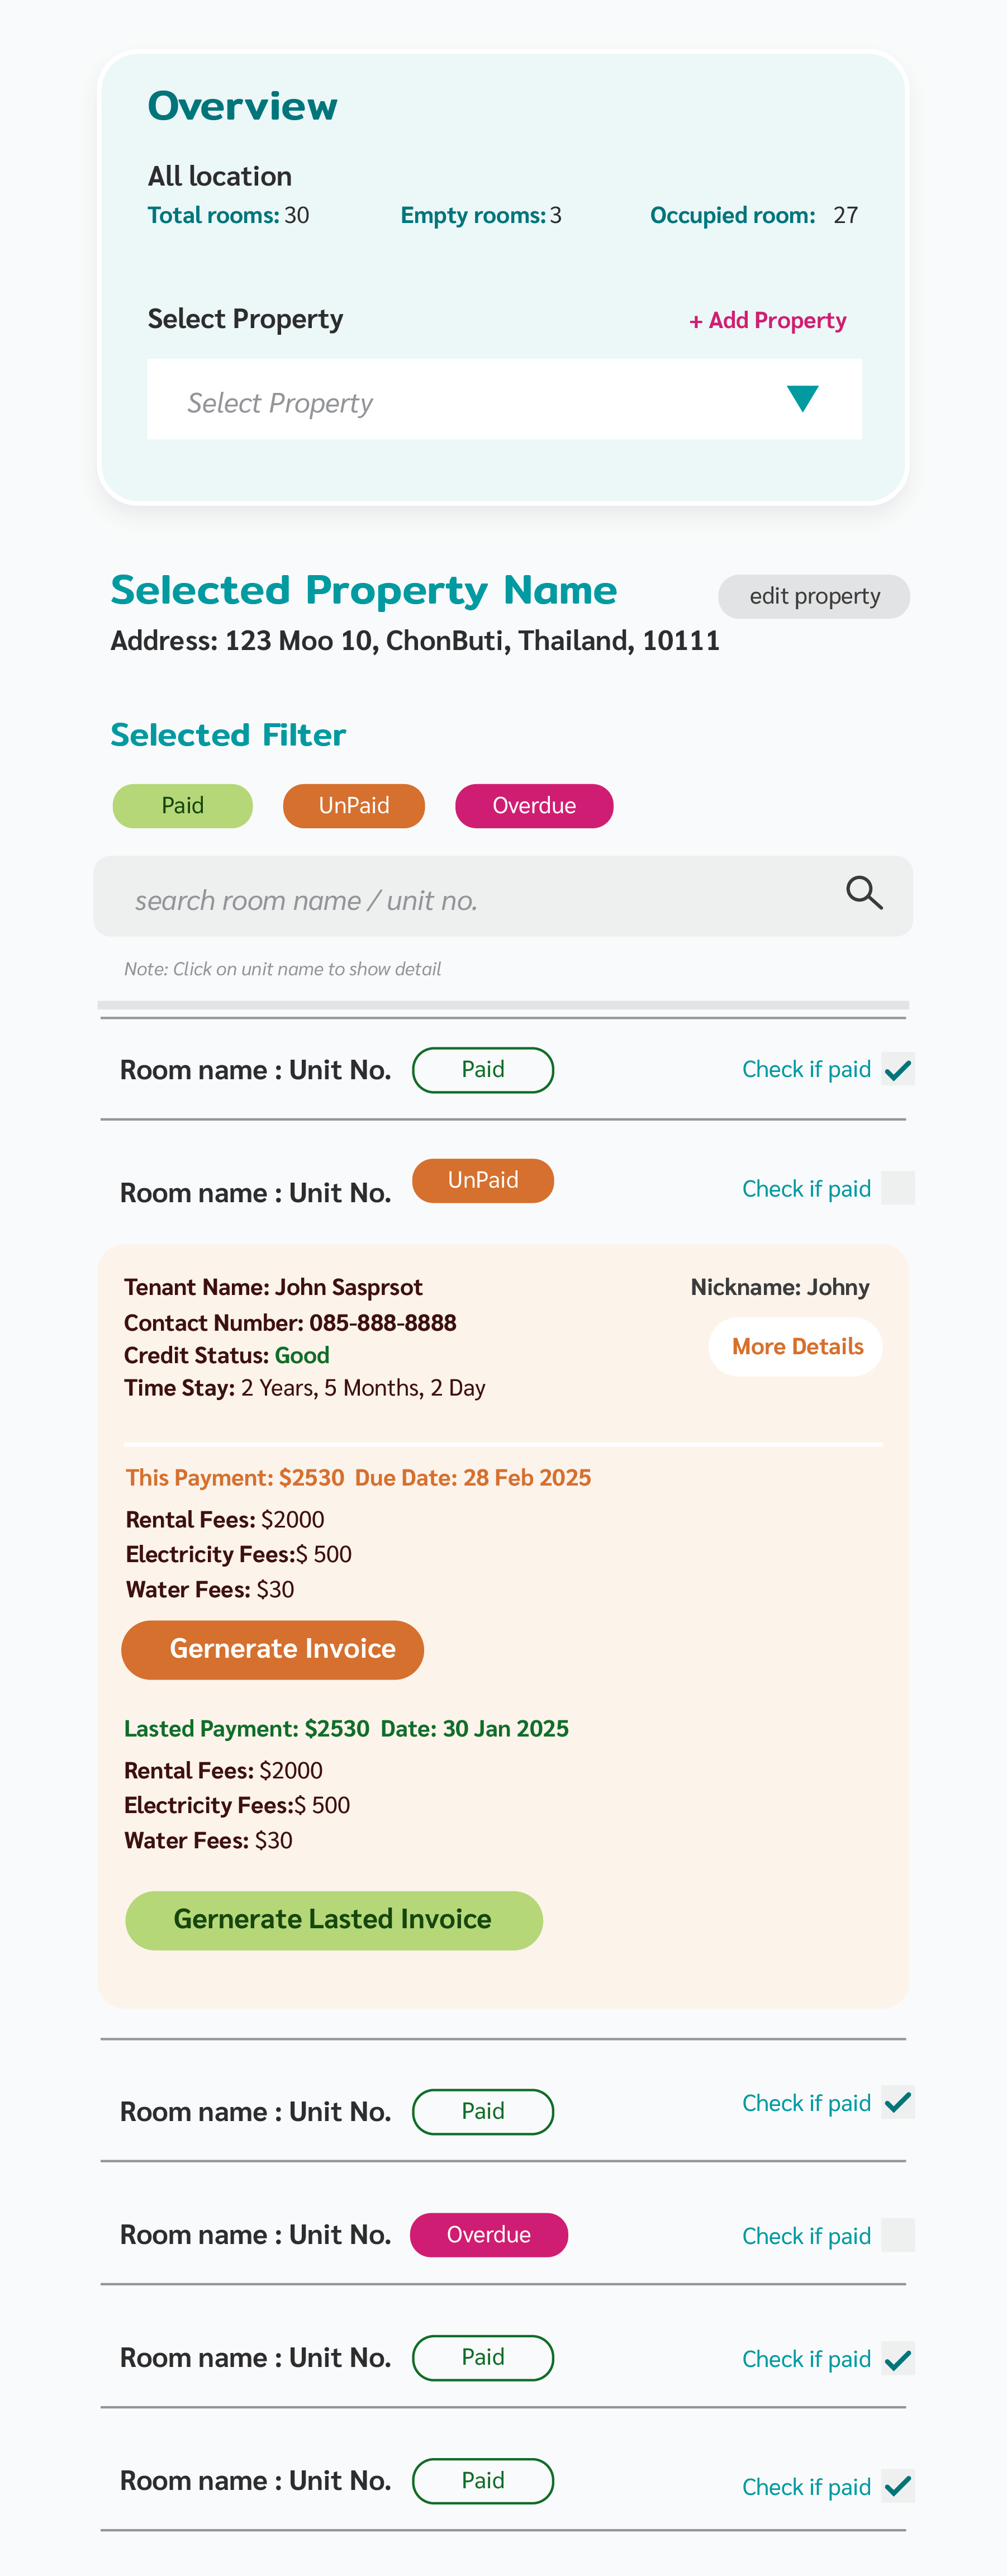 Overview
All location
Total rooms: 30 Empty rooms: 3 Occupied room: 27
Select Property + Add Property
Select Property
Selected Property Name edit property
Address: 123 Moo 10, ChonButi, Thailand, 10111
Selected Filter
Paid UnPaid Overdue
search room name / unit no.
Note: Click on unit name to show detail
Room name : Unit No. Paid Check if paid
Room name : Unit No. UnPaid Check if paid
Tenant Name: John Sasprsot Nickname: Johny
Contact Number: 085-888-8888
Credit Status: Good More Details
Time Stay: 2 Years, 5 Months, 2 Day
This Payment: $2530 Due Date: 28 Feb 2025
Rental Fees: $2000
Electricity Fees:$ 500
Water Fees: $30
Gernerate Invoice
Lasted Payment: $2530 Date: 30 Jan 2025
Rental Fees: $2000
Electricity Fees:$ 500
Water Fees: $30
Gernerate Lasted Invoice
Room name : Unit No. Paid Check if paid
Room name : Unit No. Overdue Check if paid
Room name : Unit No. Paid Check if paid
Room name : Unit No. Paid Check if paid